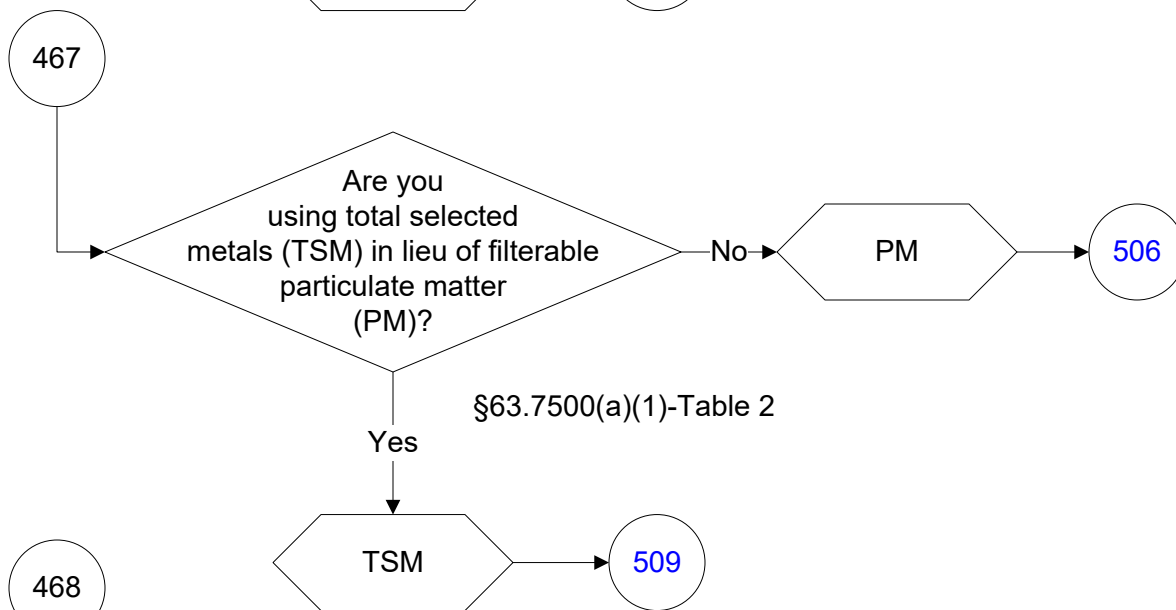 467
Are you
using total selected
metals (TSM) in lieu of filterable
particulate matter
(PM)?
No
PM
506
§63.7500(a)(1)-Table 2
Yes
TSM
509
468